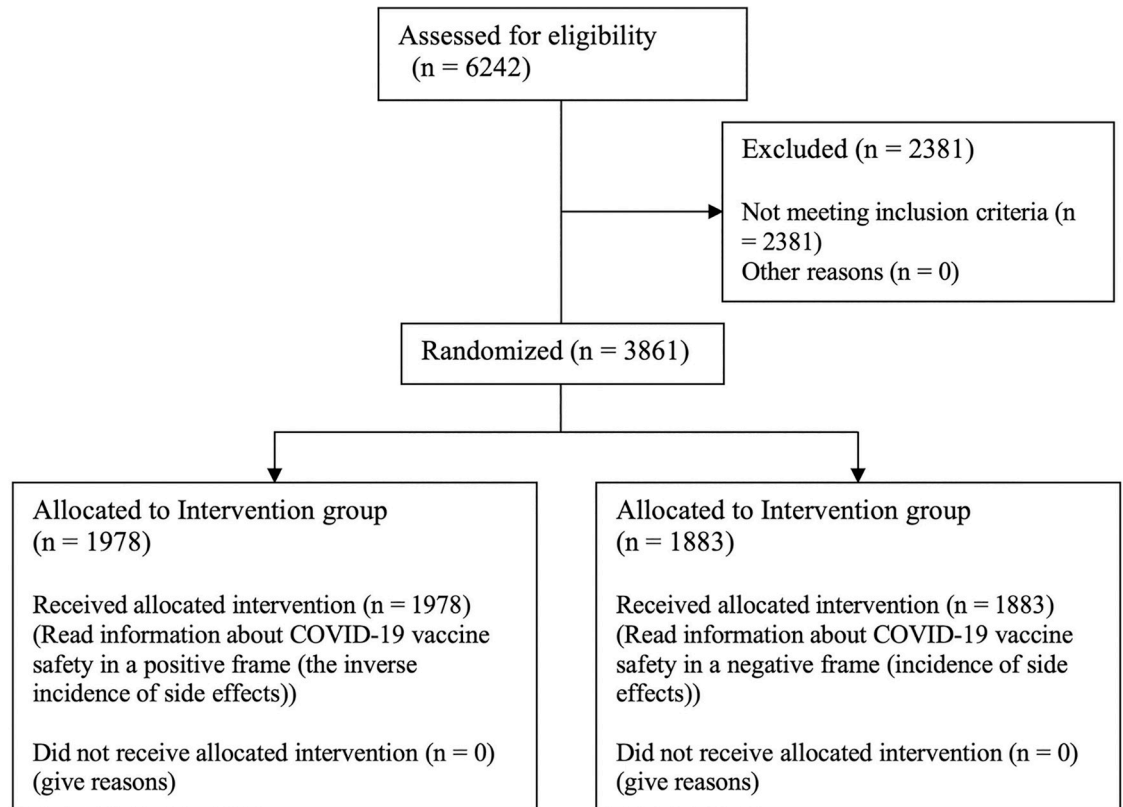 Assessed for eligibility
(n = 6242)
Excluded (n = 2381)
Not meeting inclusion criteria (n
= 2381)
Other reasons (n = 0)
Randomized (n = 3861)
Allocated to Intervention group
(n = 1978)
Received allocated intervention (n = 1978)
(Read information about COVID-19 vaccine
safety in a positive frame (the inverse
incidence of side effects))
Did not receive allocated intervention (n = 0)
(give reasons)
Allocated to Intervention group
(n = 1883)
Received allocated intervention (n = 1883)
(Read information about COVID-19 vaccine
safety in a negative frame (incidence of side
effects))
Did not receive allocated intervention (n = 0)
(give reasons)